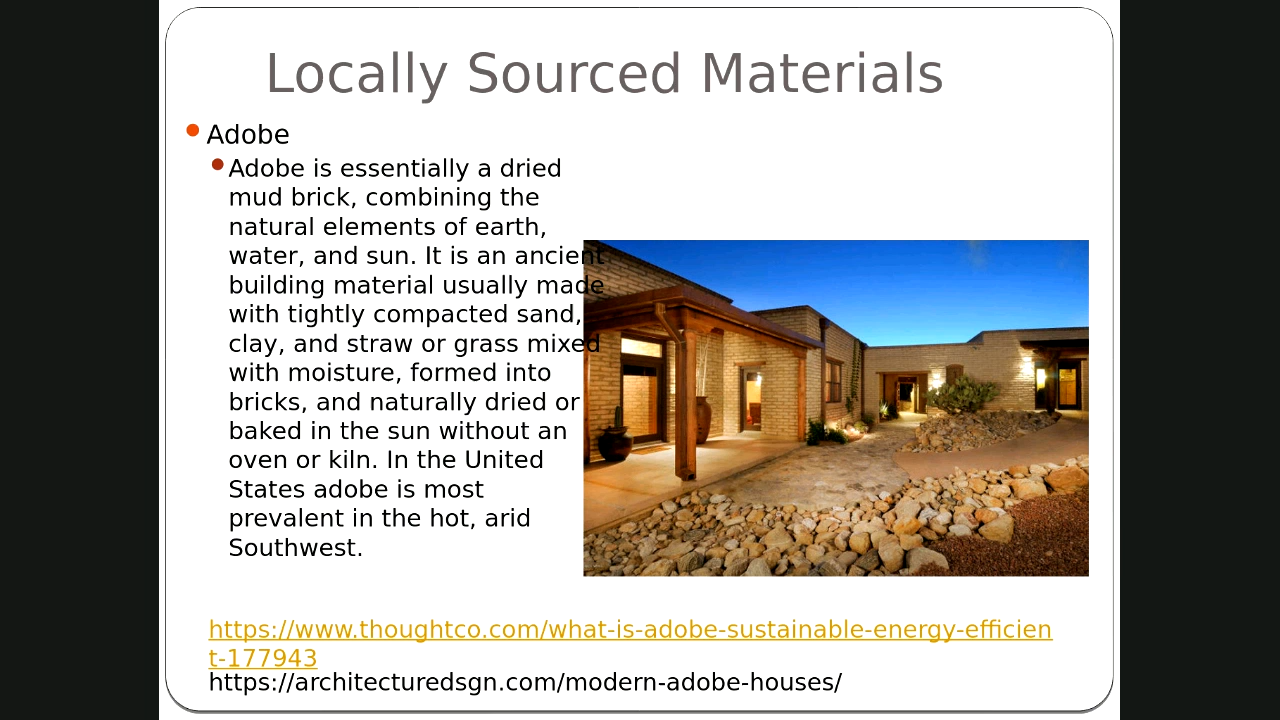 Locally Sourced Materials
Adobe
Adobe is essentially a dried
mud brick, combining the
natural elements of earth,
water, and sun. It is an ancient
building material usually made
with tightly compacted sand,
clay, and straw or grass mixed
with moisture, formed into
bricks, and naturally dried or
baked in the sun without an
oven or kiln. In the United
States adobe is most
prevalent in the hot, arid
Southwest.
https://www.thoughtco.com/what-is-adobe-sustainable-energy-efficien
t-177943
https://architecturedsgn.com/modern-adobe-houses/